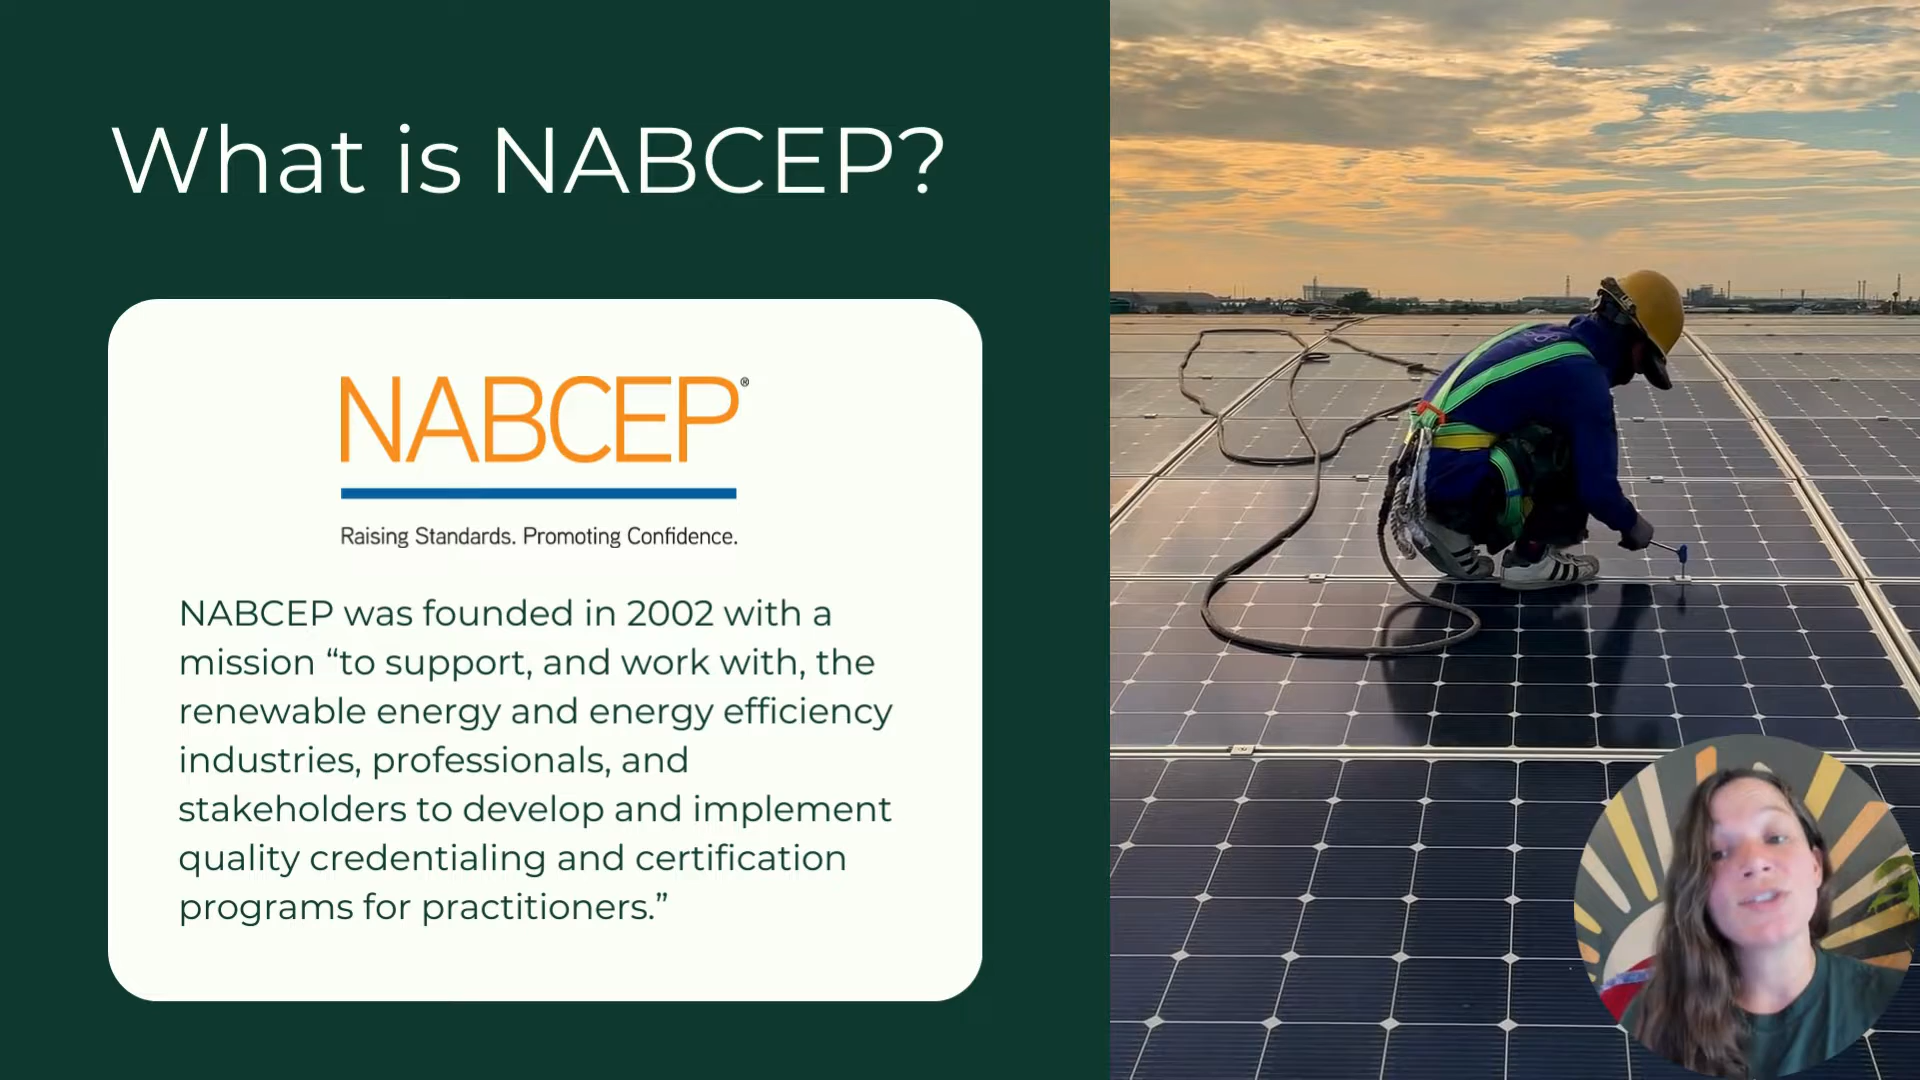 What is NABCEP?
NABCEP®
Raising Standards. Promoting Confidence.
NABCEP was founded in 2002 with a
mission “to support, and work with, the
renewable energy and energy efficiency
industries, professionals, and
stakeholders to develop and implement
quality credentialing and certification
programs for practitioners.”